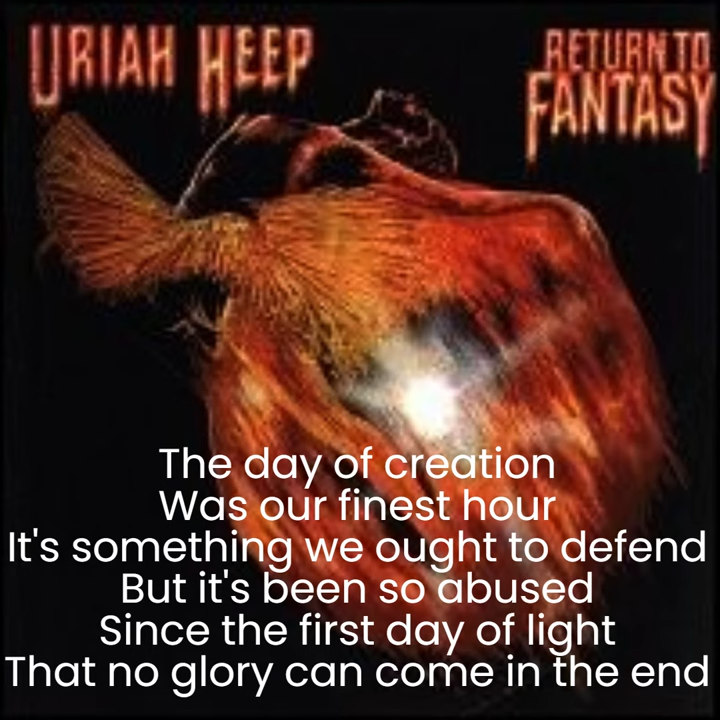 URIAH HEEP
RETURN TO
FANTASY
The day of creation
Was our finest hour
It's something we ought to defend
But it's been so abused
Since the first day of light
That no glory can come in the end